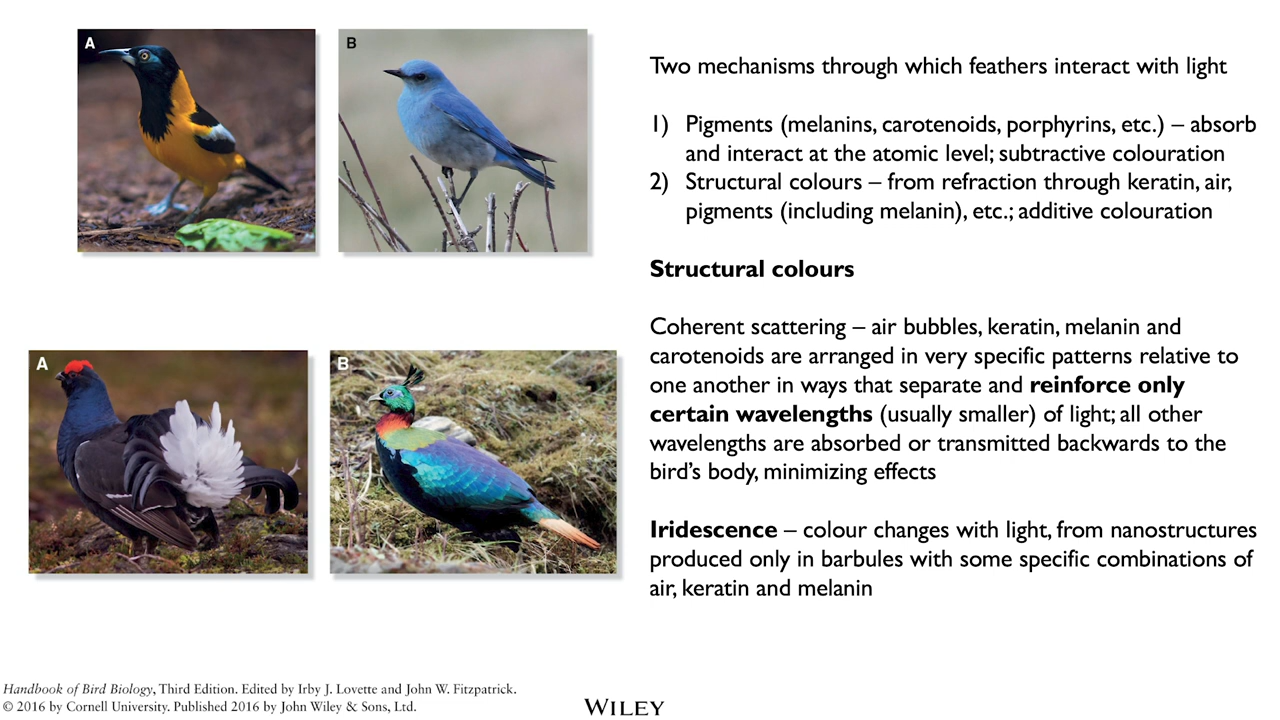 A
B
Two mechanisms through which feathers interact with light
1) Pigments (melanins, carotenoids, porphyrins, etc.) – absorb
and interact at the atomic level; subtractive colouration
2) Structural colours – from refraction through keratin, air,
pigments (including melanin), etc.; additive colouration
Structural colours
Coherent scattering – air bubbles, keratin, melanin and
carotenoids are arranged in very specific patterns relative to
one another in ways that separate and reinforce only
certain wavelengths (usually smaller) of light; all other
wavelengths are absorbed or transmitted backwards to the
bird's body, minimizing effects
Iridescence – colour changes with light, from nanostructures
produced only in barbules with some specific combinations of
air, keratin and melanin
A
B
Handbook of Bird Biology, Third Edition. Edited by Irby J. Lovette and John W. Fitzpatrick.
© 2016 by Cornell University. Published 2016 by John Wiley & Sons, Ltd.
WILEY